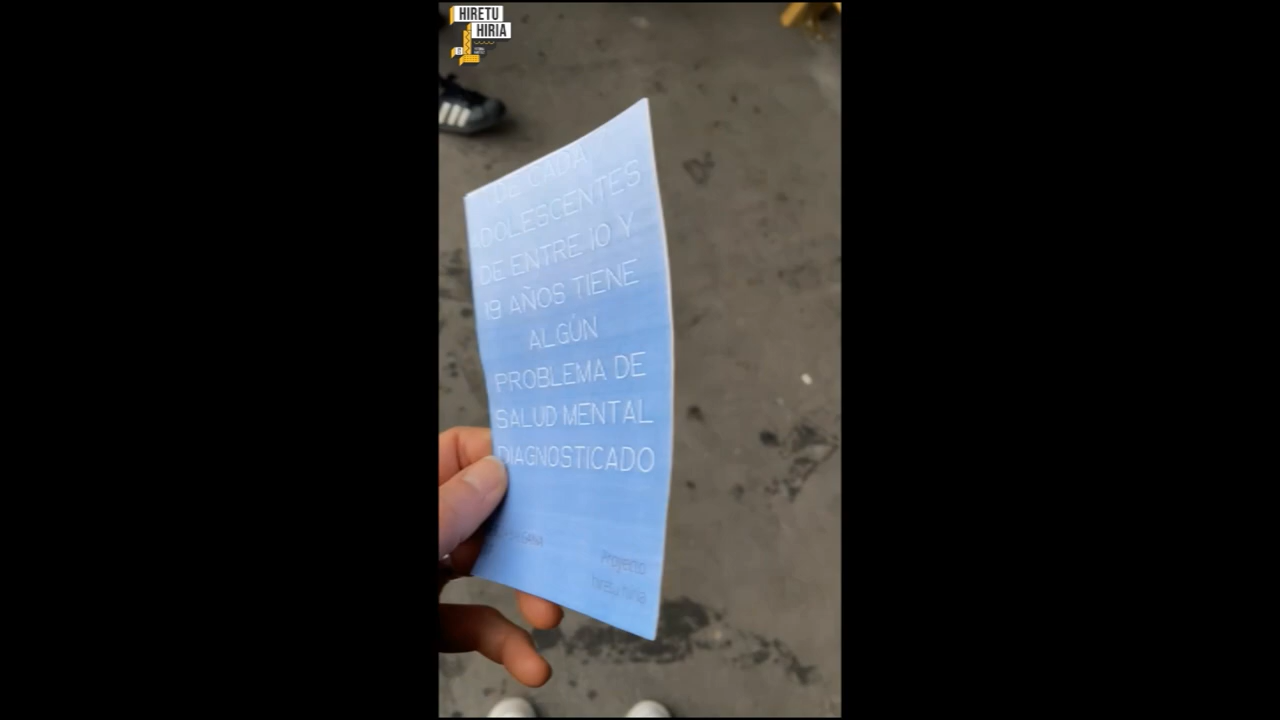 HIRETU
HIRIA
DE CADA
ADOLESCENTES
DE ENTRE 10 Y
19 AÑOS TIENE
ALGÚN
PROBLEMA DE
SALUD MENTAL
DIAGNOSTICADO
Proyecto
hiretu hiria